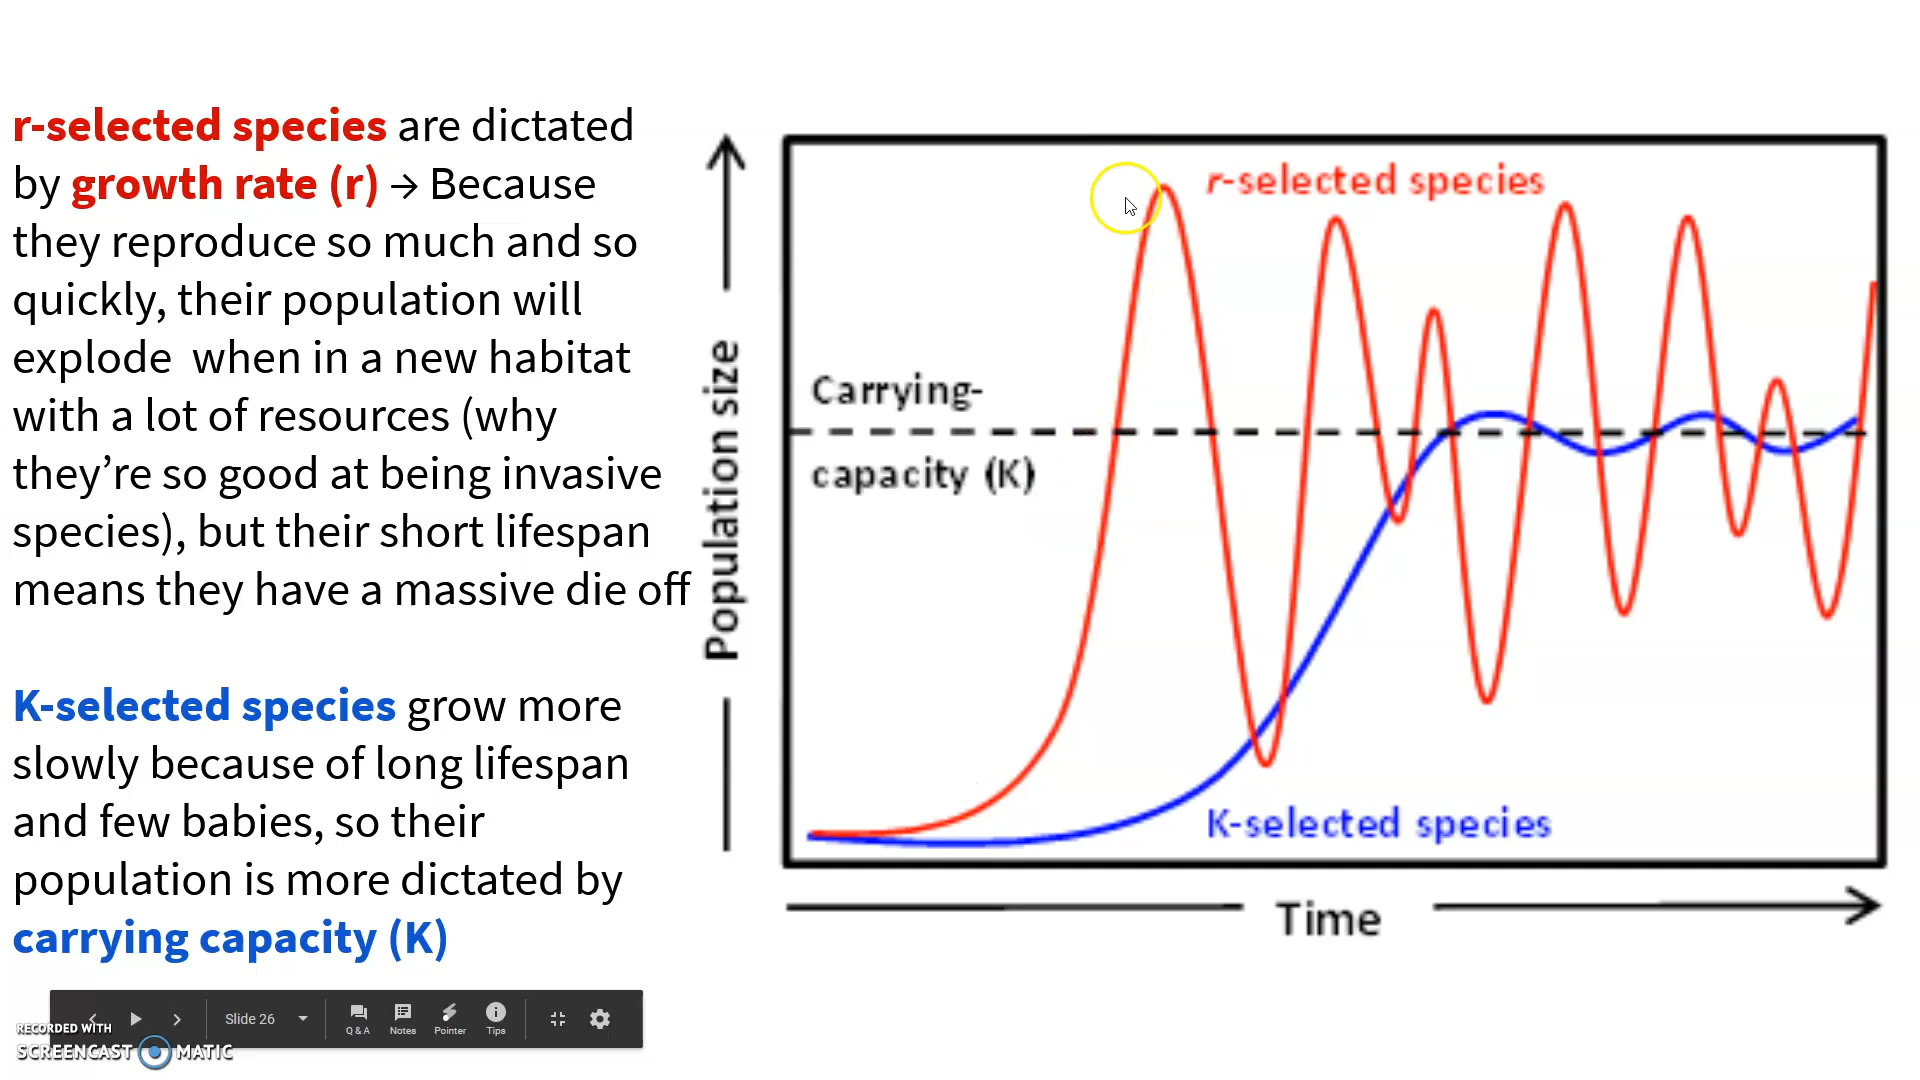 r-selected species are dictated
by growth rate (r) → Because
they reproduce so much and so
quickly, their population will
explode  when in a new habitat
with a lot of resources (why
they’re so good at being invasive
species), but their short lifespan
means they have a massive die off
K-selected species grow more
slowly because of long lifespan
and few babies, so their
population is more dictated by
carrying capacity (K)
Population size
r-selected species
Carrying-
capacity (K)
K-selected species
Time
Slide 26
Q & A
Notes
Pointer
Tips
RECORDED WITH
SCREENCAST MATIC